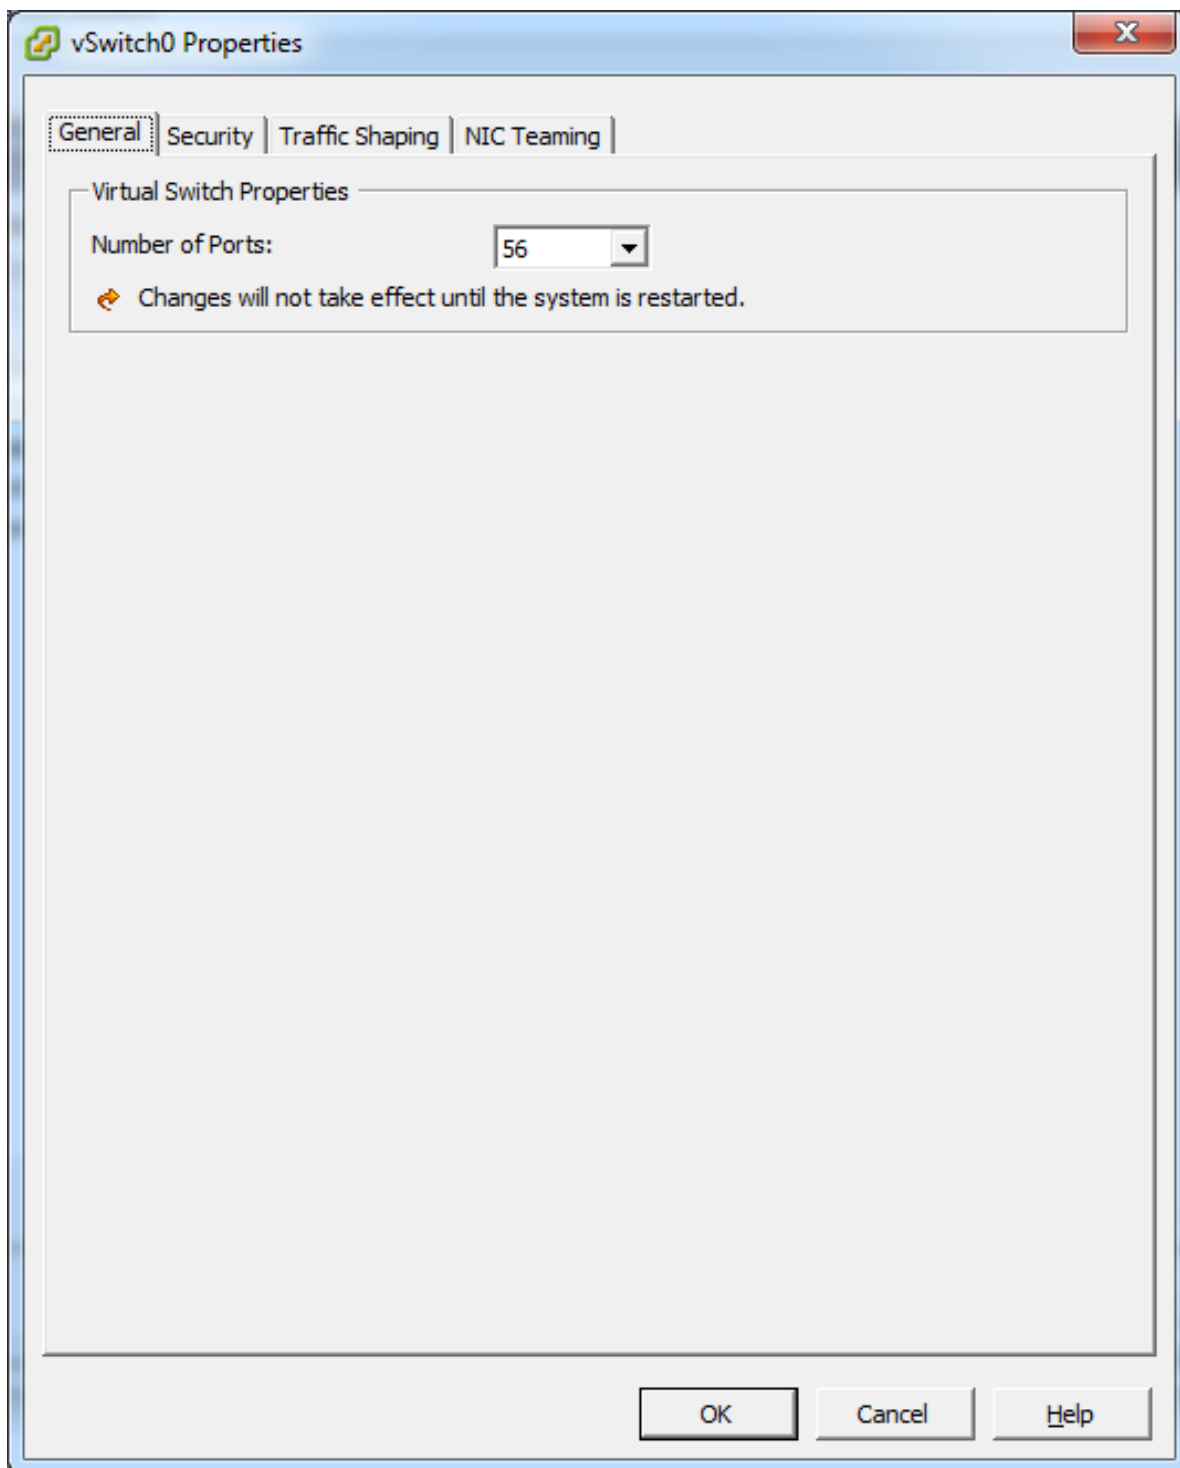 vSwitch0 Properties
General Security Traffic Shaping NIC Teaming
Virtual Switch Properties
Number of Ports: 56
Changes will not take effect until the system is restarted.
OK Cancel Help